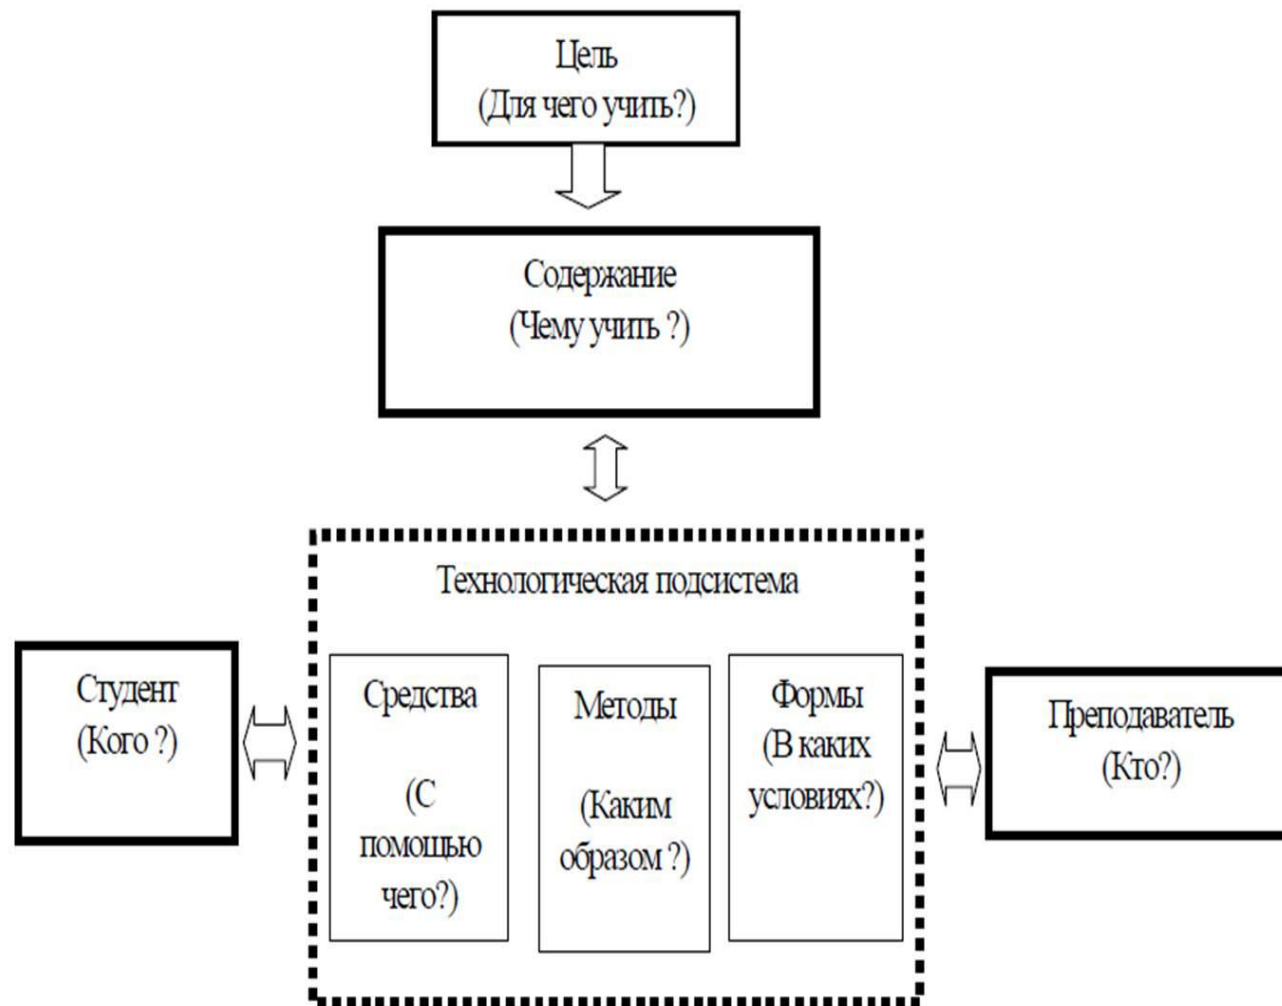 Цель
(Для чего учить?)
Содержание
(Чему учить ?)
Технологическая подсистема
Студент
(Кого ?)
Средства
(С
помощью
чего?)
Методы
(Каким
образом ?)
Формы
(В каких
условиях?)
Преподаватель
(Кто?)